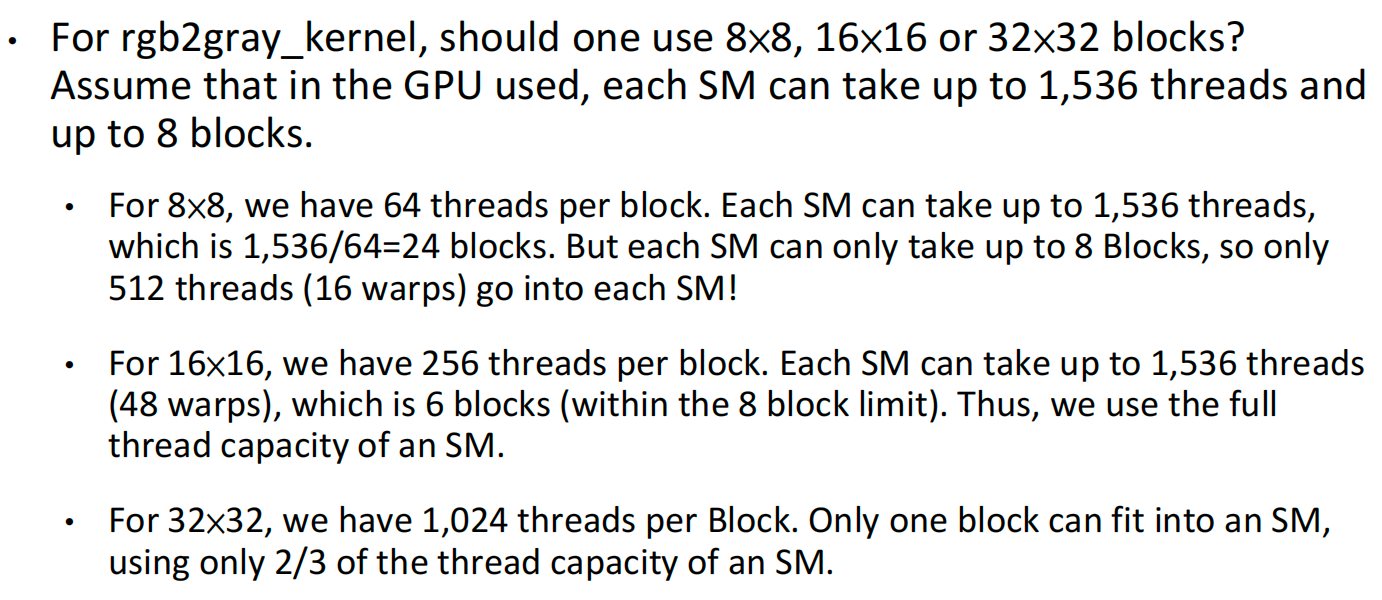 • For rgb2gray_kernel, should one use 8×8, 16×16 or 32×32 blocks?
Assume that in the GPU used, each SM can take up to 1,536 threads and
up to 8 blocks.
• For 8×8, we have 64 threads per block. Each SM can take up to 1,536 threads,
which is 1,536/64=24 blocks. But each SM can only take up to 8 Blocks, so only
512 threads (16 warps) go into each SM!
• For 16×16, we have 256 threads per block. Each SM can take up to 1,536 threads
(48 warps), which is 6 blocks (within the 8 block limit). Thus, we use the full
thread capacity of an SM.
• For 32×32, we have 1,024 threads per Block. Only one block can fit into an SM,
using only 2/3 of the thread capacity of an SM.